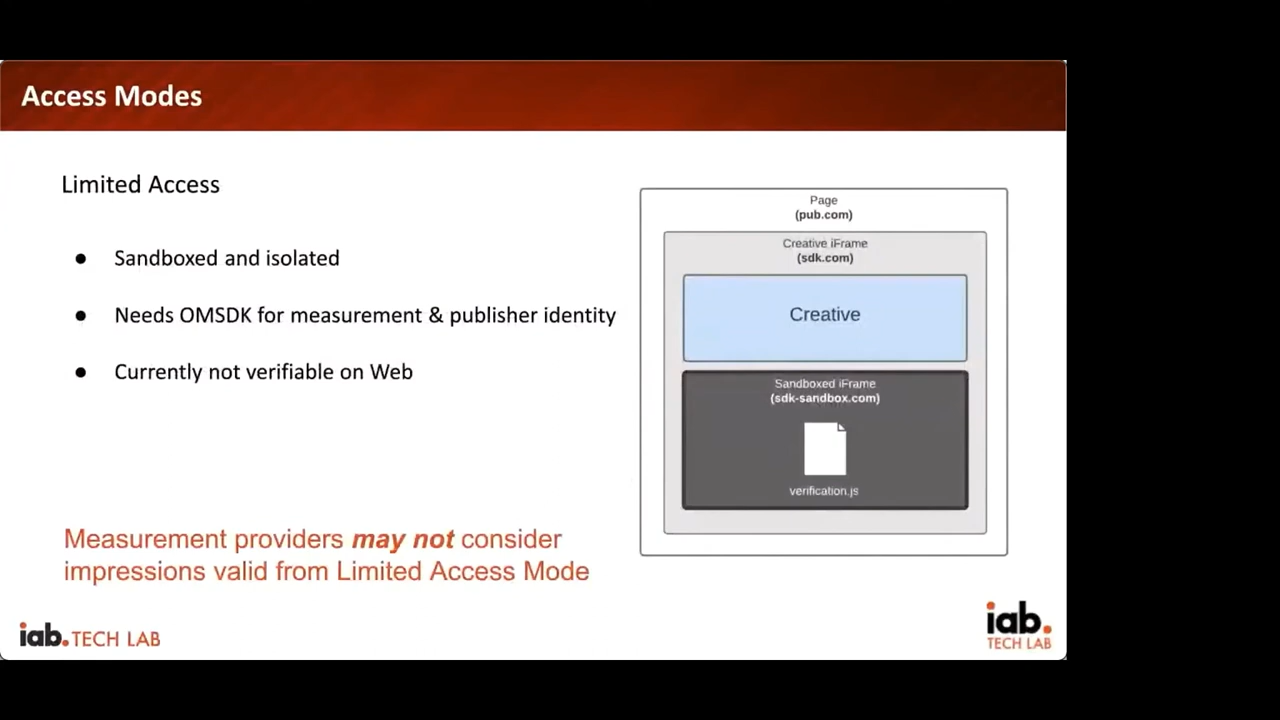 Access Modes
Limited Access
● Sandboxed and isolated
● Needs OMSDK for measurement & publisher identity
● Currently not verifiable on Web
Measurement providers may not consider
impressions valid from Limited Access Mode
Page
(pub.com)
Creative iFrame
(sdk.com)
Creative
Sandboxed iFrame
(sdk-sandbox.com)
verification.js
iab. TECH LAB
iab.
TECH LAB